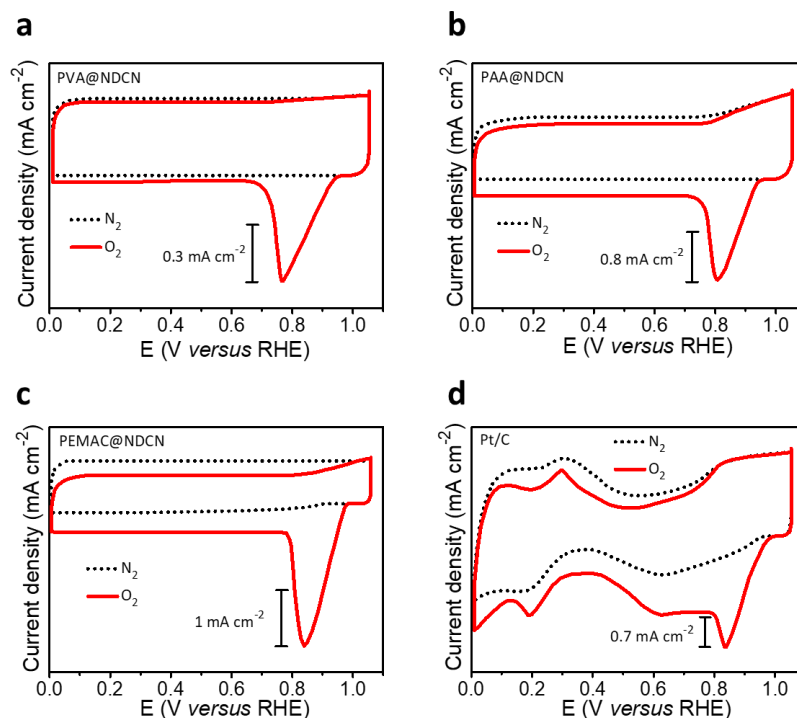 a
PVA@NDCN
Current density (mA cm⁻²)
N₂
O₂
0.3 mA cm⁻²
0.0 0.2 0.4 0.6 0.8 1.0
E (V versus RHE)
b
PAA@NDCN
Current density (mA cm⁻²)
N₂
O₂
0.8 mA cm⁻²
0.0 0.2 0.4 0.6 0.8 1.0
E (V versus RHE)
c
PEMAC@NDCN
Current density (mA cm⁻²)
N₂
O₂
1 mA cm⁻²
0.0 0.2 0.4 0.6 0.8 1.0
E (V versus RHE)
d
Pt/C
Current density (mA cm⁻²)
N₂
O₂
0.7 mA cm⁻²
0.0 0.2 0.4 0.6 0.8 1.0
E (V versus RHE)